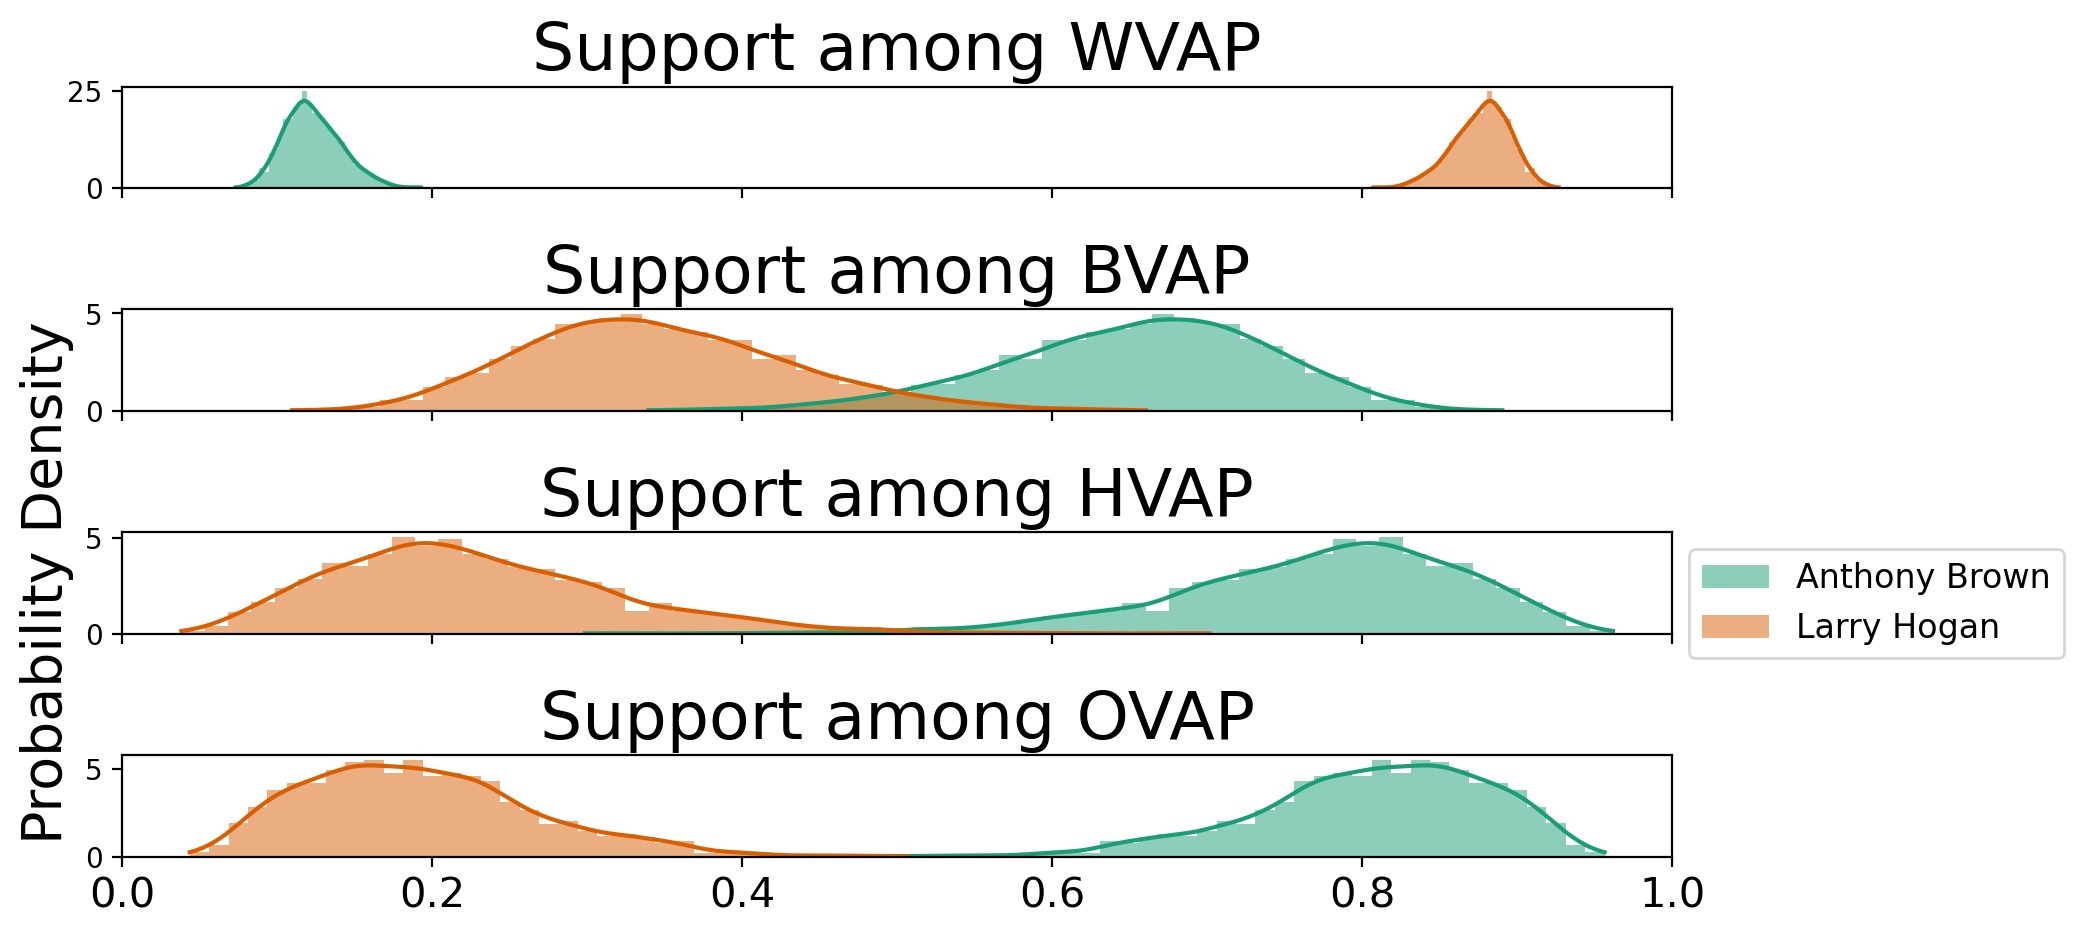 Support among WVAP
25
0
Support among BVAP
5
0
Support among HVAP
5
0
Support among OVAP
5
0
0.0 0.2 0.4 0.6 0.8 1.0
Probability Density
Anthony Brown
Larry Hogan